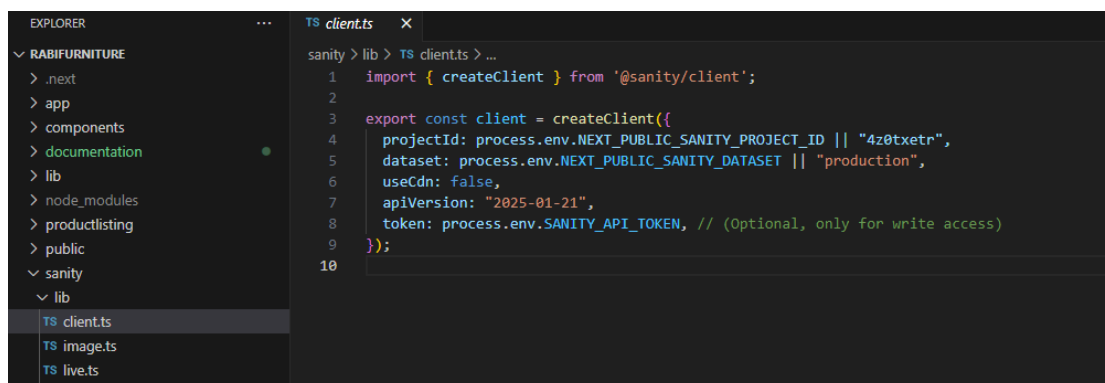 EXPLORER ...
RABIFURNITURE
.next
app
components
documentation
lib
node_modules
productlisting
public
sanity
lib
TS client.ts
TS image.ts
TS live.ts
TS client.ts ×
sanity > lib > TS client.ts > ...
1 import { createClient } from '@sanity/client';
2
3 export const client = createClient({
4 projectId: process.env.NEXT_PUBLIC_SANITY_PROJECT_ID || "4z0txetr",
5 dataset: process.env.NEXT_PUBLIC_SANITY_DATASET || "production",
6 useCdn: false,
7 apiVersion: "2025-01-21",
8 token: process.env.SANITY_API_TOKEN, // (Optional, only for write access)
9 });
10